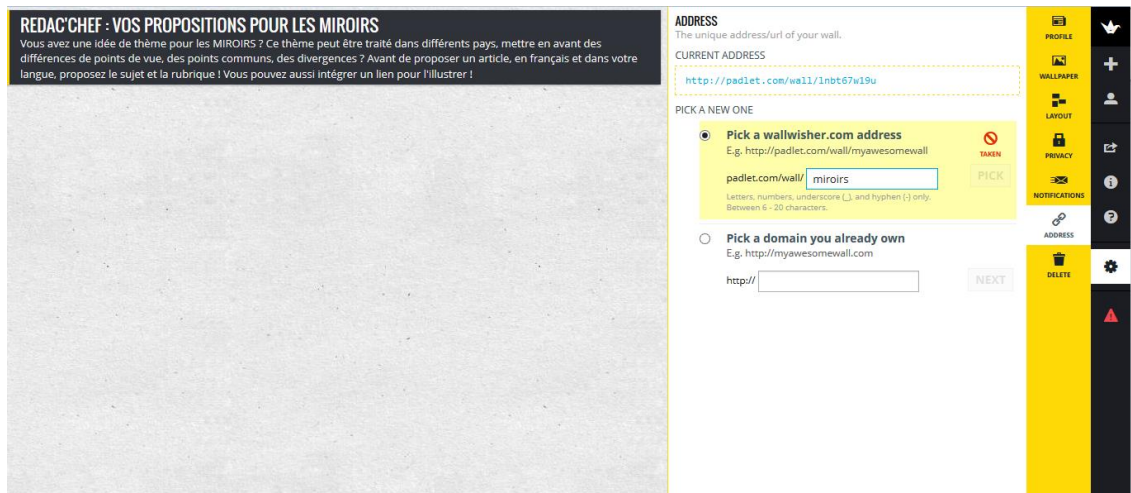 REDAC'CHEF : VOS PROPOSITIONS POUR LES MIROIRS
Vous avez une idée de thème pour les MIROIRS ? Ce thème peut être traité dans différents pays, mettre en avant des
différences de points de vue, des points communs, des divergences ? Avant de proposer un article, en français et dans votre
langue, proposez le sujet et la rubrique ! Vous pouvez aussi intégrer un lien pour l'illustrer !
ADDRESS
The unique address/url of your wall.
CURRENT ADDRESS
http://padlet.com/wall/lnbt67w19u
PICK A NEW ONE
Pick a wallwisher.com address
E.g. http://padlet.com/wall/myawesomewall
TAKEN
padlet.com/wall/ miroirs
PICK
Letters, numbers, underscore (_), and hyphen (-) only.
Between 6 - 20 characters.
Pick a domain you already own
E.g. http://myawesomewall.com
http://
NEXT
PROFILE
WALLPAPER
LAYOUT
PRIVACY
NOTIFICATIONS
ADDRESS
DELETE